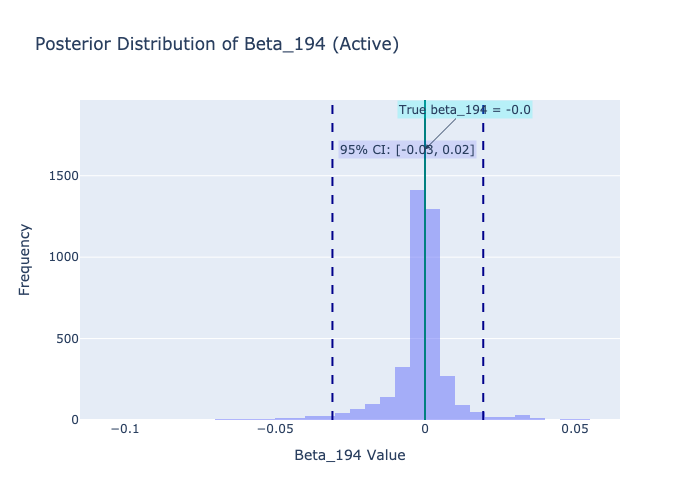 Posterior Distribution of Beta_194 (Active)
True beta_194 = -0.0
95% CI: [-0.03, 0.02]
1500
1000
500
0
Frequency
−0.1
−0.05
0
0.05
Beta_194 Value